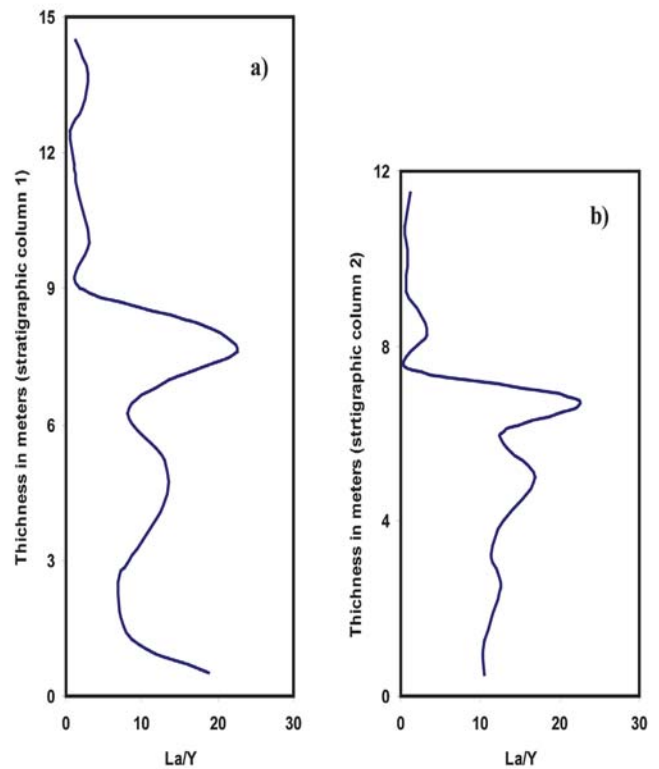 15
12
9
6
3
0
Thichness in meters (stratigraphic column 1)
a)
0 10 20 30
La/Y
12
8
4
0
Thichness in meters (strtigraphic column 2)
b)
0 10 20 30
La/Y